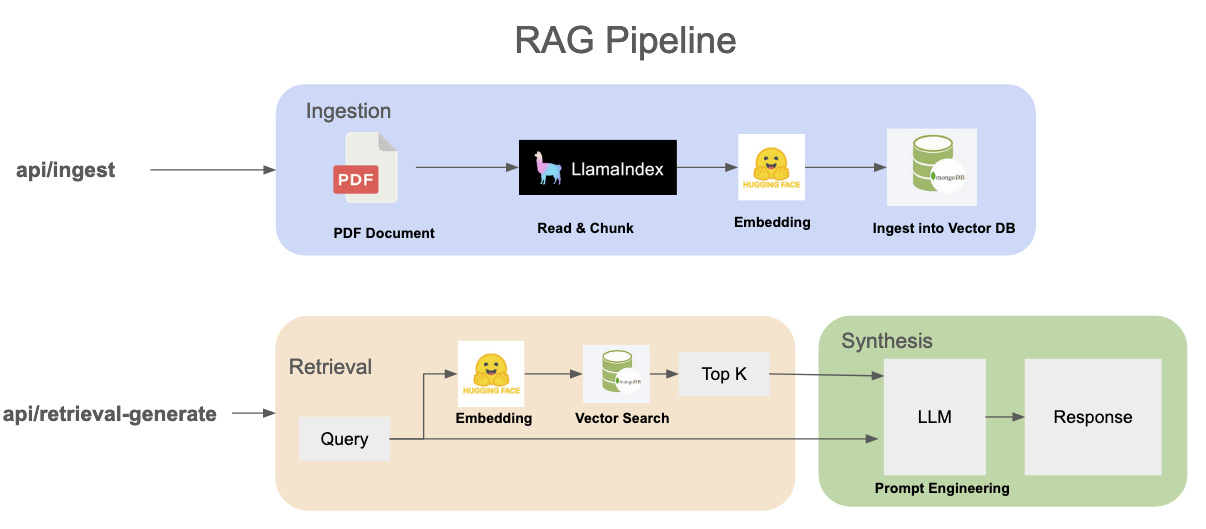 RAG Pipeline
Ingestion
api/ingest
PDF
LlamaIndex
HUGGING FACE
mongoDB
PDF Document
Read & Chunk
Embedding
Ingest into Vector DB
Retrieval
api/retrieval-generate
Query
HUGGING FACE
Embedding
mongoDB
Vector Search
Top K
Synthesis
LLM
Response
Prompt Engineering